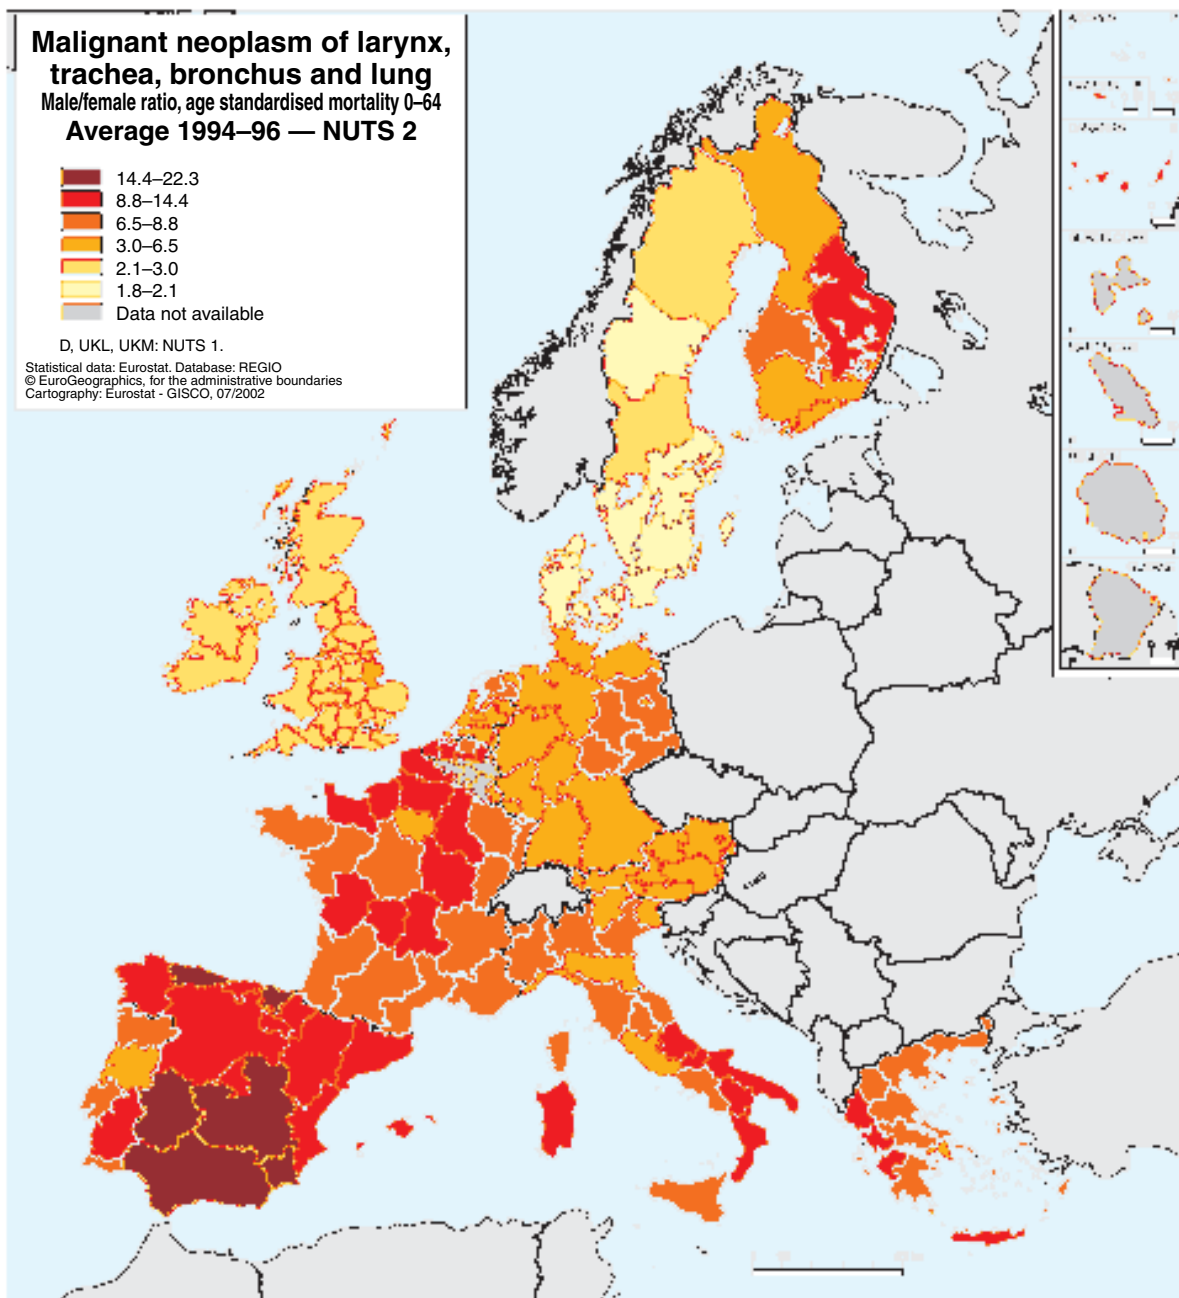 Malignant neoplasm of larynx,
trachea, bronchus and lung
Male/female ratio, age standardised mortality 0–64
Average 1994–96 — NUTS 2
14.4–22.3
8.8–14.4
6.5–8.8
3.0–6.5
2.1–3.0
1.8–2.1
Data not available
D, UKL, UKM: NUTS 1.
Statistical data: Eurostat. Database: REGIO
© EuroGeographics, for the administrative boundaries
Cartography: Eurostat - GISCO, 07/2002